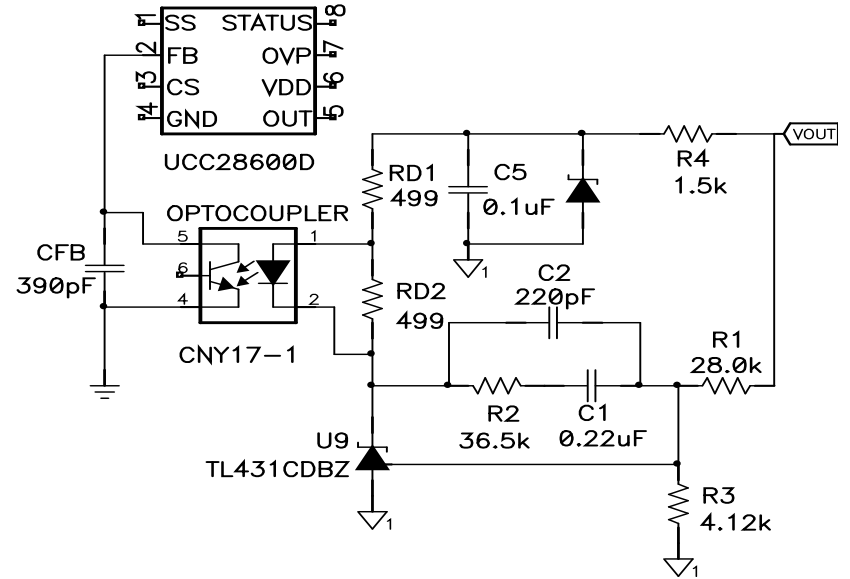 1 SS STATUS 8
2 FB OVP 7
3 CS VDD 6
4 GND OUT 5
UCC28600D
VOUT
R4
1.5k
RD1
499
C5
0.1uF
OPTOCOUPLER
5
1
6
4
2
CNY17-1
CFB
390pF
1
RD2
499
C2
220pF
R1
28.0k
R2
36.5k
C1
0.22uF
U9
TL431CDBZ
1
R3
4.12k
1